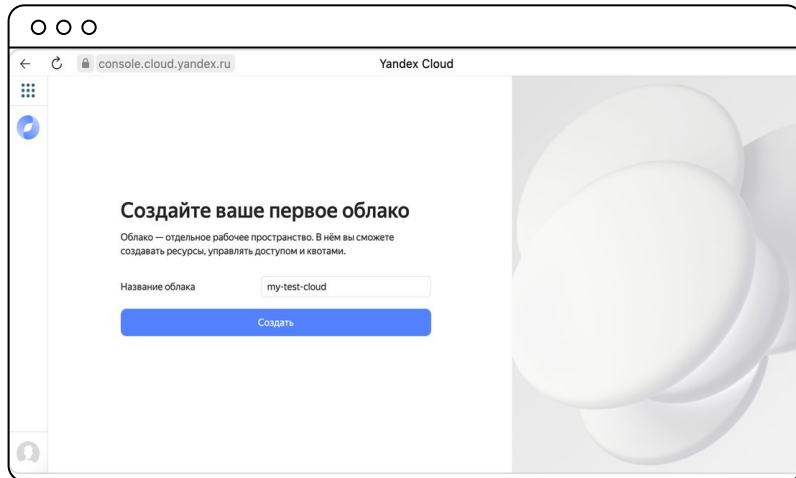 console.cloud.yandex.ru
Yandex Cloud
Создайте ваше первое облако
Облако — отдельное рабочее пространство. В нём вы сможете
создавать ресурсы, управлять доступом и квотами.
Название облака
my-test-cloud
Создать